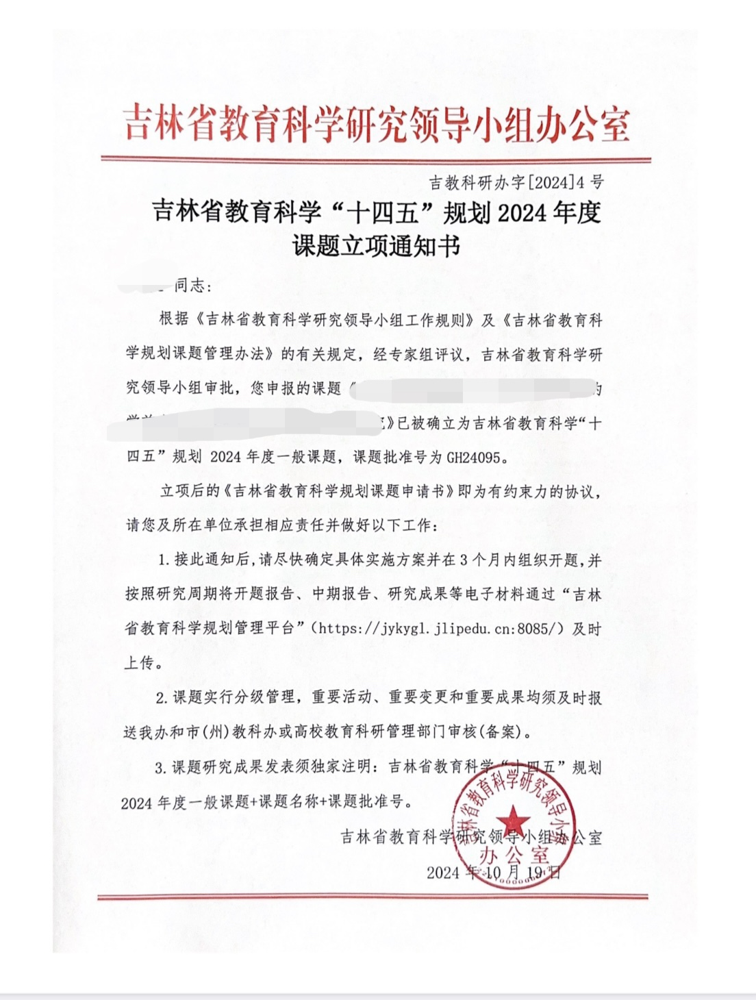 吉林省教育科学研究领导小组办公室
吉教科研办字[2024]4号
吉林省教育科学“十四五”规划2024年度
课题立项通知书
同志:
根据《吉林省教育科学研究领导小组工作规则》及《吉林省教育科
学规划课题管理办法》的有关规定，经专家组评议，吉林省教育科学研
究领导小组审批，您申报的课题《
》已被确立为吉林省教育科学“十
四五”规划 2024年度一般课题，课题批准号为GH24095。
立项后的《吉林省教育科学规划课题申请书》即为有约束力的协议，
请您及所在单位承担相应责任并做好以下工作:
1.接此通知后,请尽快确定具体实施方案并在3个月内组织开题,并
按照研究周期将开题报告、中期报告、研究成果等电子材料通过“吉林
省教育科学规划管理平台”(https://jykygl.jlipedu.cn:8085/)及时
上传。
2.课题实行分级管理，重要活动、重要变更和重要成果均须及时报
送我办和市(州)教科办或高校教育科研管理部门审核(备案)。
3.课题研究成果发表须独家注明：吉林省教育科学“十四五”规划
2024年度一般课题+课题名称+课题批准号。
吉林省教育科学研究领导小组办公室
2024年10月19日
吉林省教育科学研究领导小组
办公室